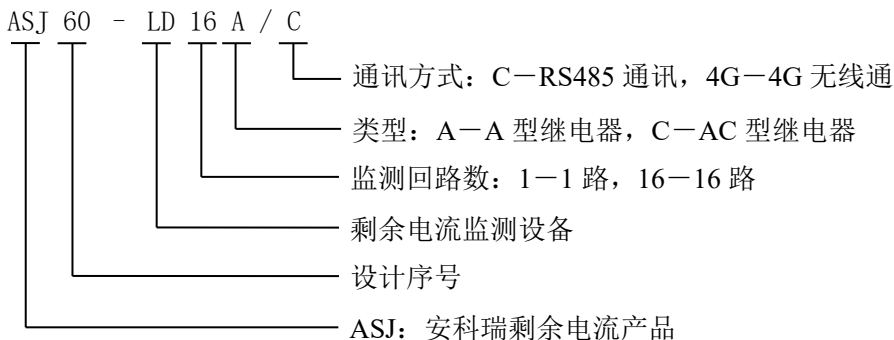 ASJ 60 - LD 16 A / C
通讯方式：C－RS485 通讯，4G－4G 无线通
类型：A－A 型继电器，C－AC 型继电器
监测回路数：1－1 路，16－16 路
剩余电流监测设备
设计序号
ASJ：安科瑞剩余电流产品